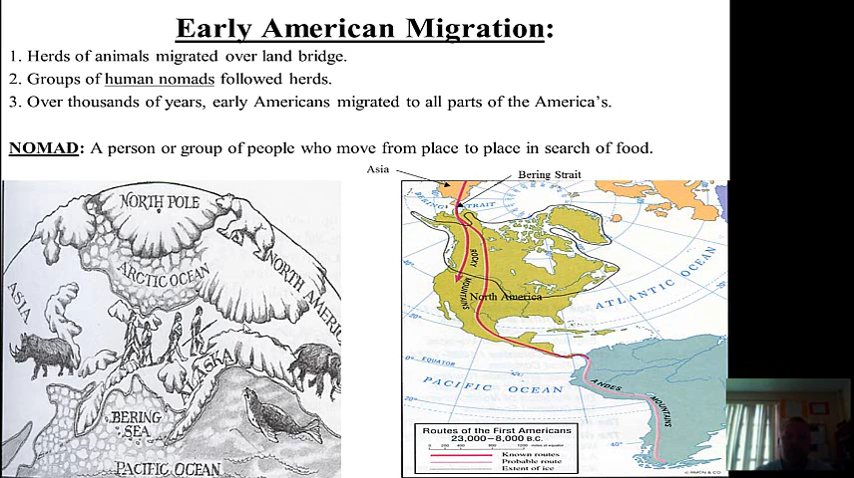 Early American Migration:
1. Herds of animals migrated over land bridge.
2. Groups of human nomads followed herds.
3. Over thousands of years, early Americans migrated to all parts of the America's.
NOMAD: A person or group of people who move from place to place in search of food.
Asia
Bering Strait
NORTH POLE
ARCTIC OCEAN
NORTH AMERIC
ASIA
ALASKA
BERING
SEA
PACIFIC OCEAN
BERING STRAIT
ROCKY
MOUNTAINS
North America
ATLANTIC OCEAN
EQUATOR
PACIFIC OCEAN
ANDES
MOUNTAINS
Routes of the First Americans
23,000–8,000 B.C.
Known routes
Probable route
Extent of ice